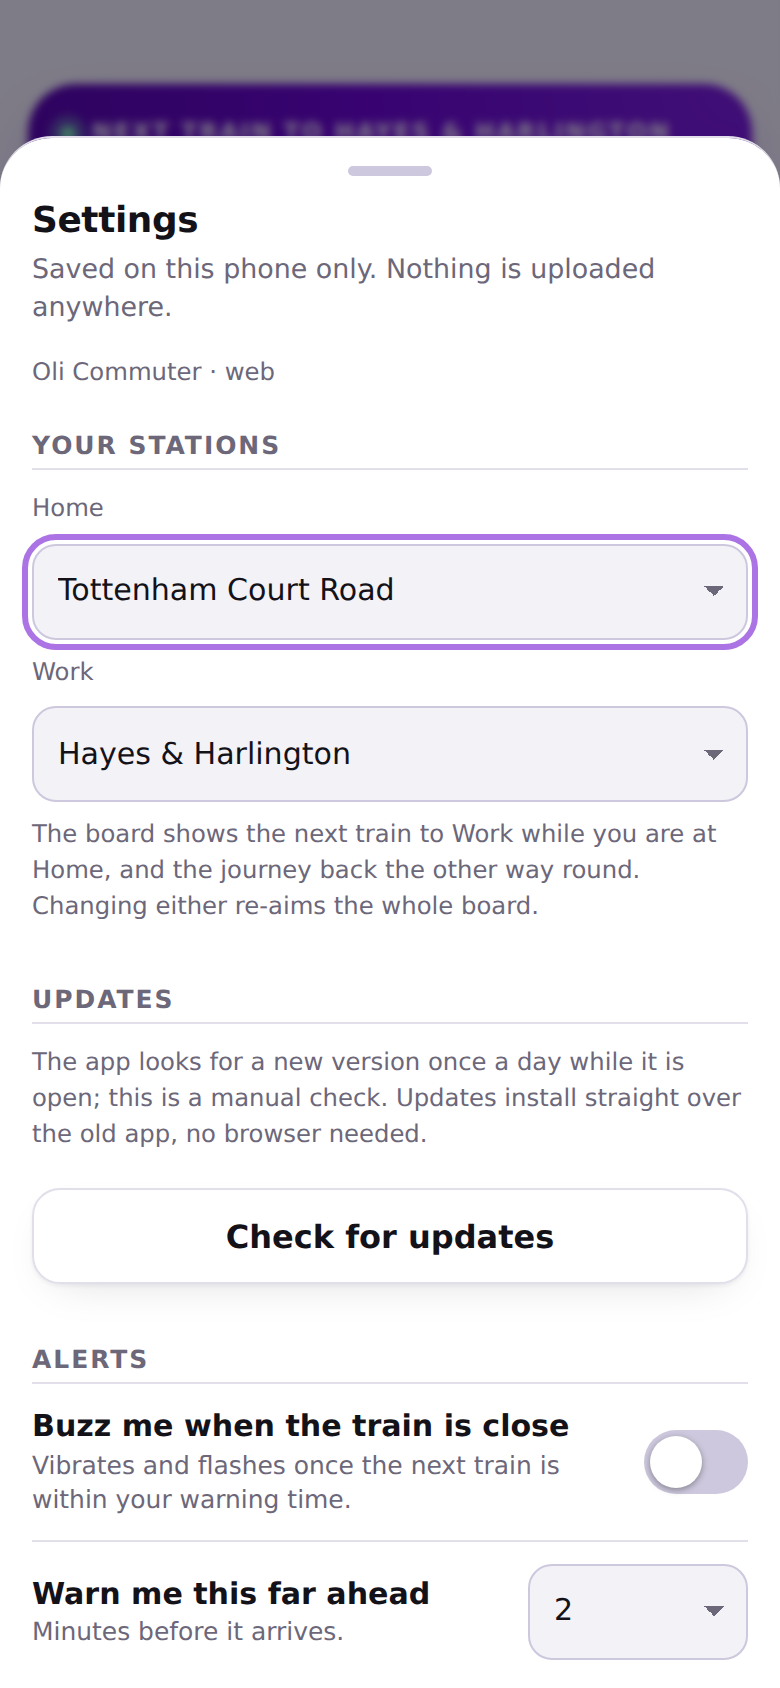 NEXT TRAIN TO HAYES & HARLINGTON
Settings
Saved on this phone only. Nothing is uploaded
anywhere.
Oli Commuter · web
YOUR STATIONS
Home
Tottenham Court Road
Work
Hayes & Harlington
The board shows the next train to Work while you are at
Home, and the journey back the other way round.
Changing either re-aims the whole board.
UPDATES
The app looks for a new version once a day while it is
open; this is a manual check. Updates install straight over
the old app, no browser needed.
Check for updates
ALERTS
Buzz me when the train is close
Vibrates and flashes once the next train is
within your warning time.
Warn me this far ahead
Minutes before it arrives.
2